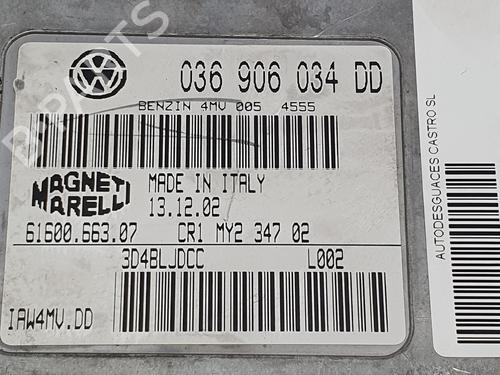 036 906 034 DD
BENZIN 4MV 005 4555
MAGNETI
MARELLI
MADE IN ITALY
13.12.02
61600.663.07 CR1 MY2 347 02
3D4BLJDCC L002
IAW4MV.DD
AUTODESGUACES CASTRO SL
B-PARTS